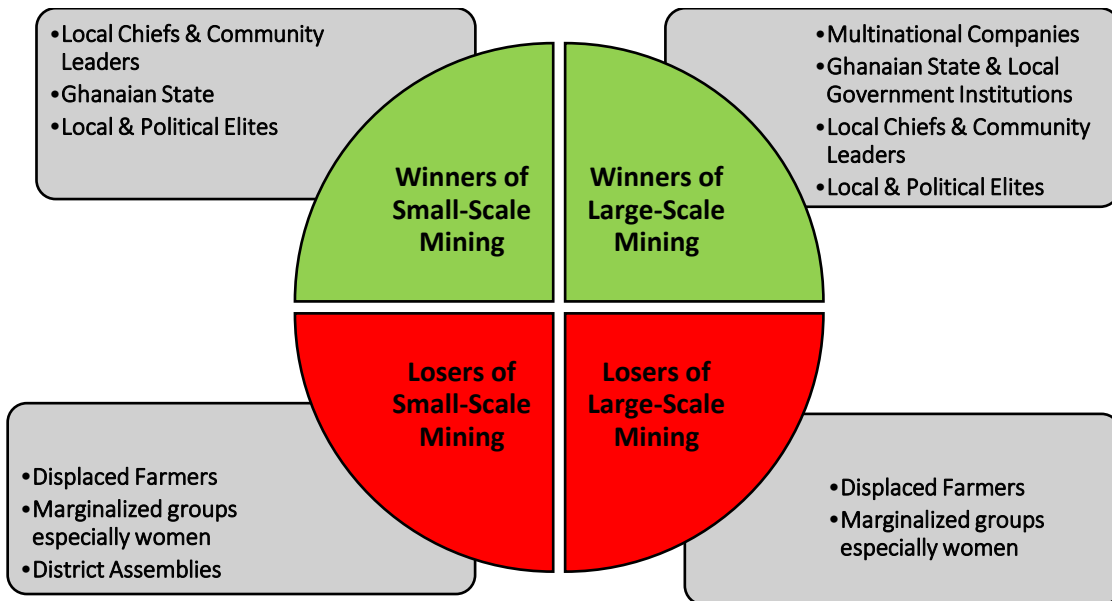 •Local Chiefs & Community
Leaders
•Ghanaian State
•Local & Political Elites
•Multinational Companies
•Ghanaian State & Local
Government Institutions
•Local Chiefs & Community
Leaders
•Local & Political Elites
Winners of
Small-Scale
Mining
Winners of
Large-Scale
Mining
Losers of
Small-Scale
Mining
Losers of
Large-Scale
Mining
•Displaced Farmers
•Marginalized groups
especially women
•District Assemblies
•Displaced Farmers
•Marginalized groups
especially women